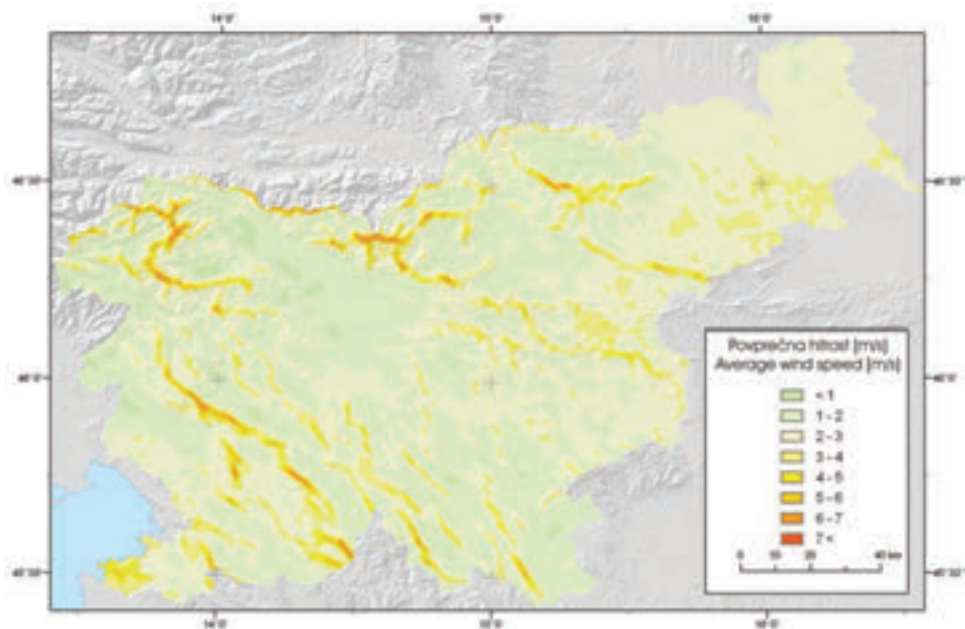 14°0' 15°0' 16°0'
46°30' 46°30'
46°0' 46°0'
45°30' 45°30'
Povprečna hitrost [m/s]
Average wind speed [m/s]
< 1
1 - 2
2 - 3
3 - 4
4 - 5
5 - 6
6 - 7
7 <
0 10 20 40 km
14°0' 15°0' 16°0'